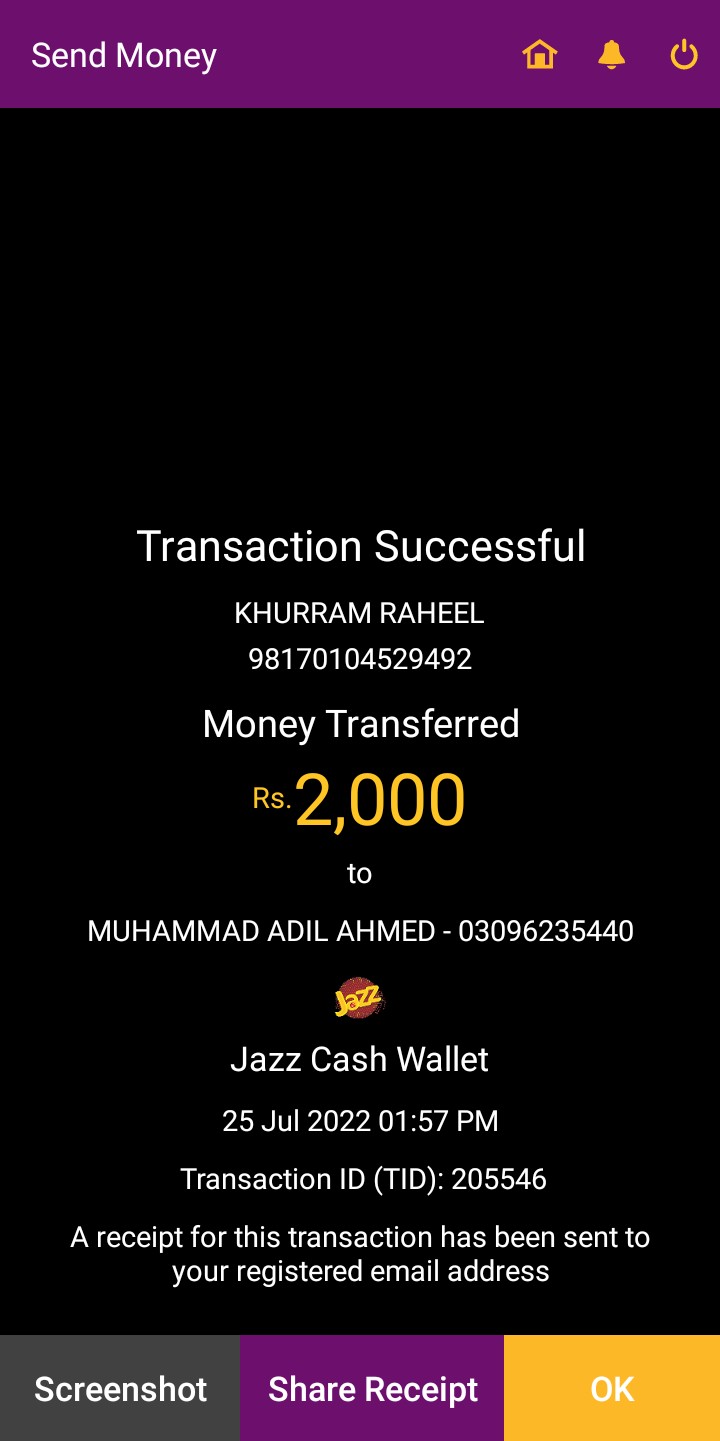 Send Money
Transaction Successful
KHURRAM RAHEEL
98170104529492
Money Transferred
Rs.2,000
to
MUHAMMAD ADIL AHMED - 03096235440
Jazz
Jazz Cash Wallet
25 Jul 2022 01:57 PM
Transaction ID (TID): 205546
A receipt for this transaction has been sent to
your registered email address
Screenshot
Share Receipt
OK